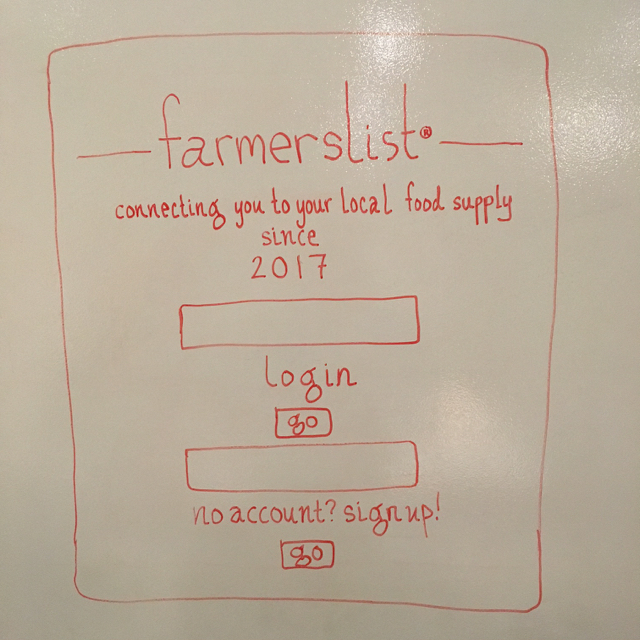 farmerslist®
connecting you to your local food supply
since
2017
login
go
no account? sign up!
go